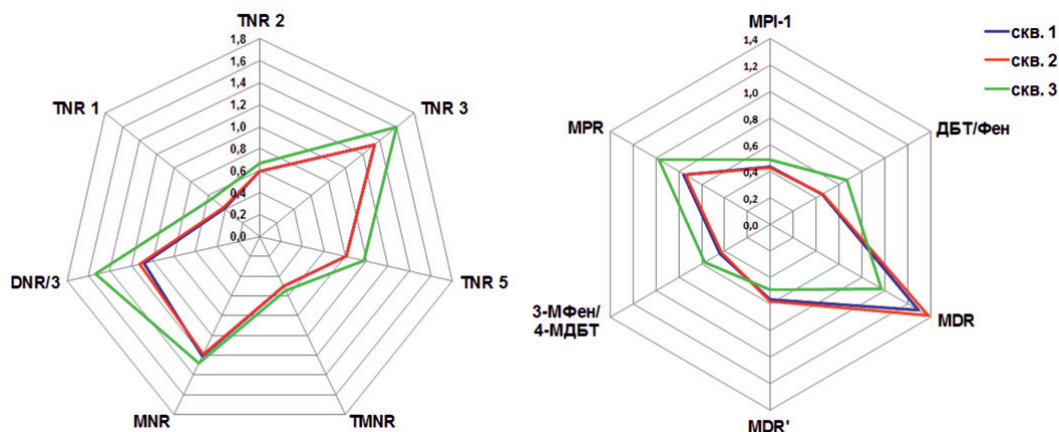 TNR 2
1,8
1,6
1,4
1,2
1,0
0,8
0,6
0,4
0,2
0,0
TNR 3
TNR 5
TMNR
MNR
DNR/3
TNR 1
MPI-1
1,4
1,2
1,0
0,8
0,6
0,4
0,2
0,0
ДБТ/Фен
MDR
MDR'
3-МФен/
4-МДБТ
MPR
скв. 1
скв. 2
скв. 3